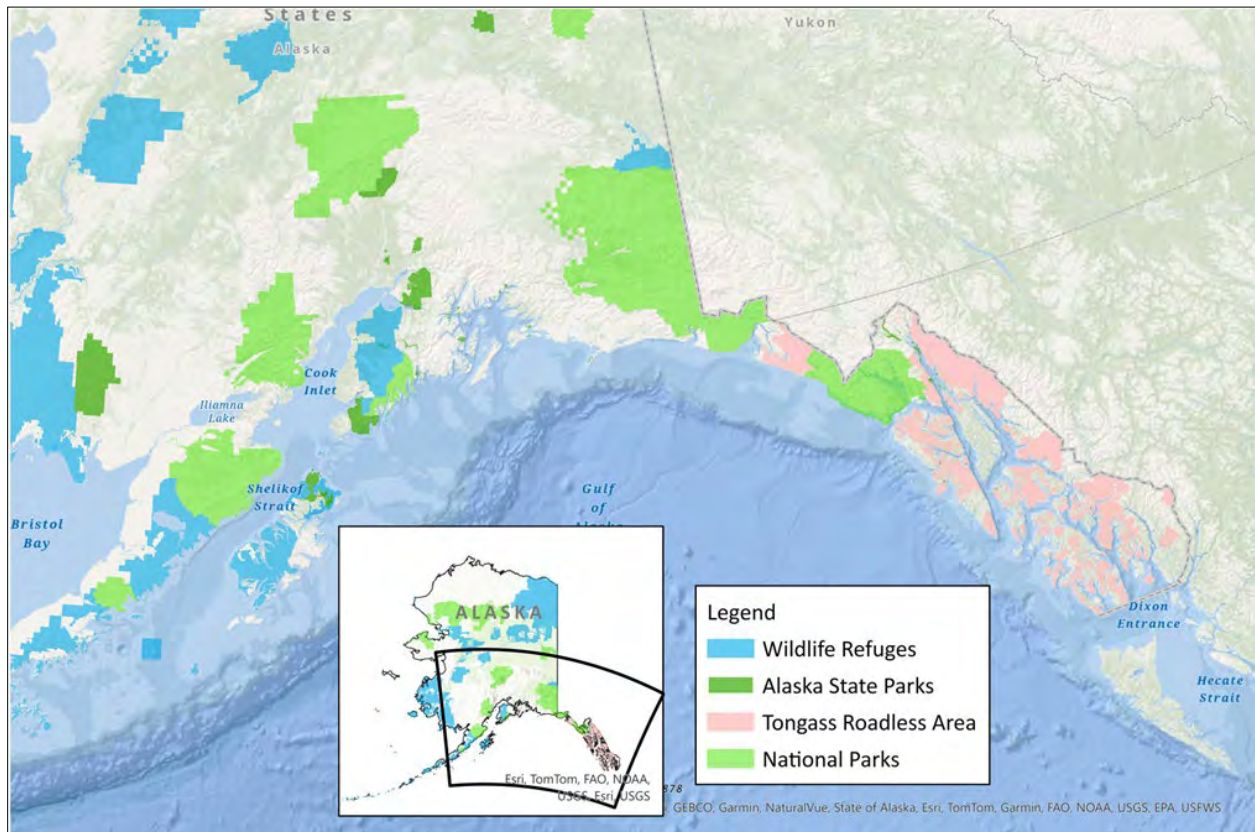 States
Alaska
Yukon
Cook
Inlet
Iliamna
Lake
Shelikof
Strait
Bristol
Bay
Gulf
of
Dixon
Entrance
Hecate
Strait
ALASKA
Esri, TomTom, FAO, NOAA,
USGS, Esri, USGS
Legend
Wildlife Refuges
Alaska State Parks
Tongass Roadless Area
National Parks
878
GEBCO, Garmin, NaturalVue, State of Alaska, Esri, TomTom, Garmin, FAO, NOAA, USGS, EPA, USFWS